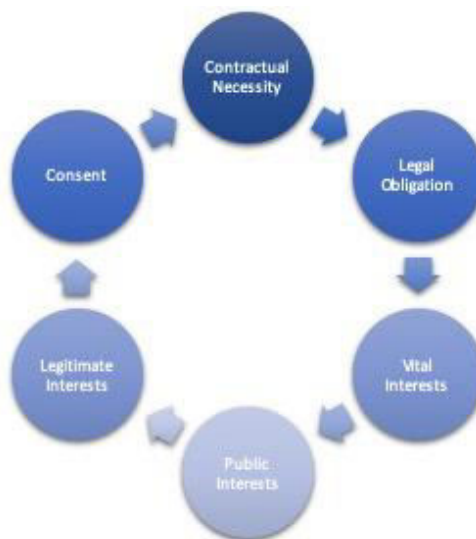 Contractual
Necessity
Legal
Obligation
Vital
Interests
Public
Interests
Legitimate
Interests
Consent